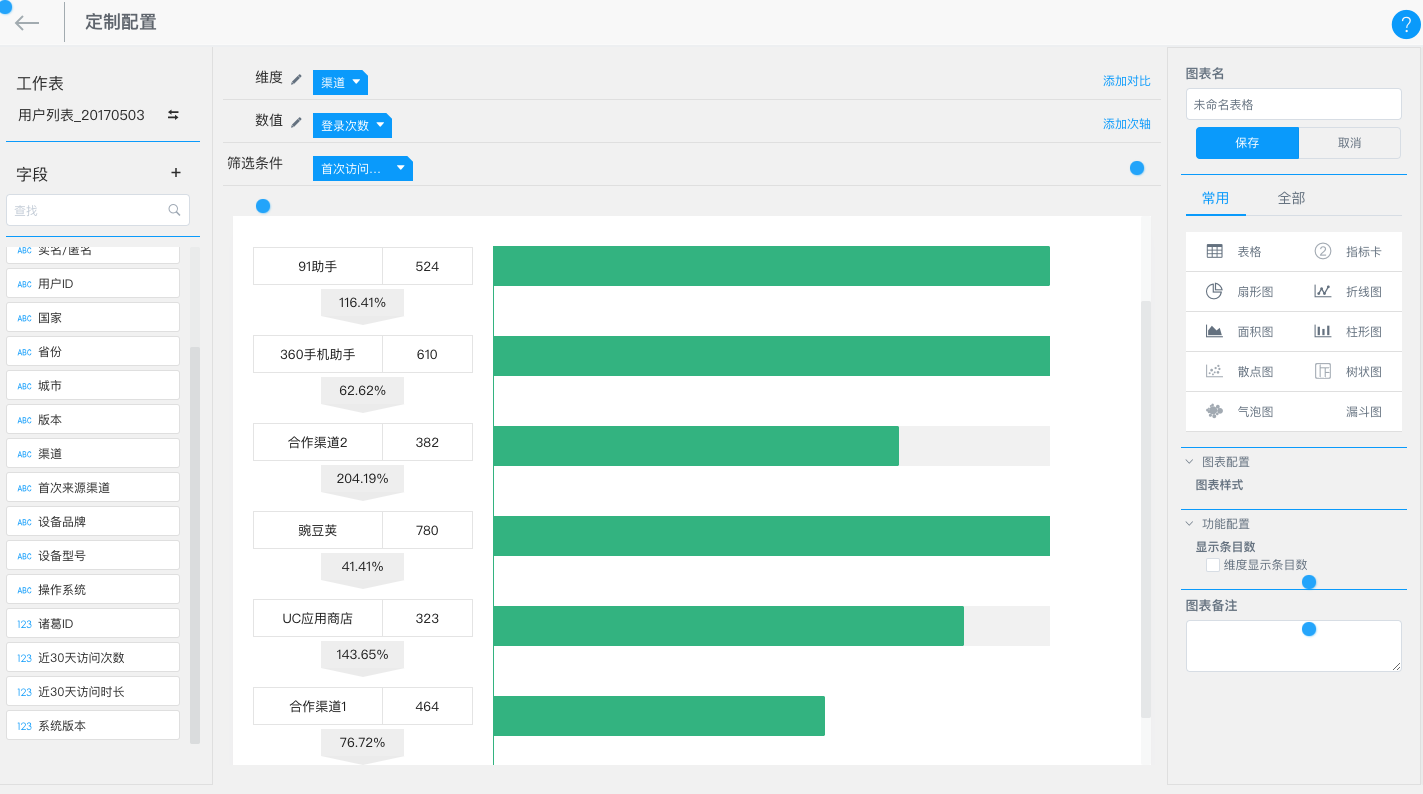 定制配置
?
工作表
用户列表_20170503
字段
+
查找
ABC 实名/匿名
ABC 用户ID
ABC 国家
ABC 省份
ABC 城市
ABC 版本
ABC 渠道
ABC 首次来源渠道
ABC 设备品牌
ABC 设备型号
ABC 操作系统
123 诸葛ID
123 近30天访问次数
123 近30天访问时长
123 系统版本
维度 渠道 添加对比
数值 登录次数 添加次轴
筛选条件 首次访问...
91助手 524
116.41%
360手机助手 610
62.62%
合作渠道2 382
204.19%
豌豆荚 780
41.41%
UC应用商店 323
143.65%
合作渠道1 464
76.72%
图表名
未命名表格
保存 取消
常用 全部
表格 2 指标卡
扇形图 折线图
面积图 柱形图
散点图 树状图
气泡图 漏斗图
图表配置
图表样式
功能配置
显示条目数
维度显示条目数
图表备注